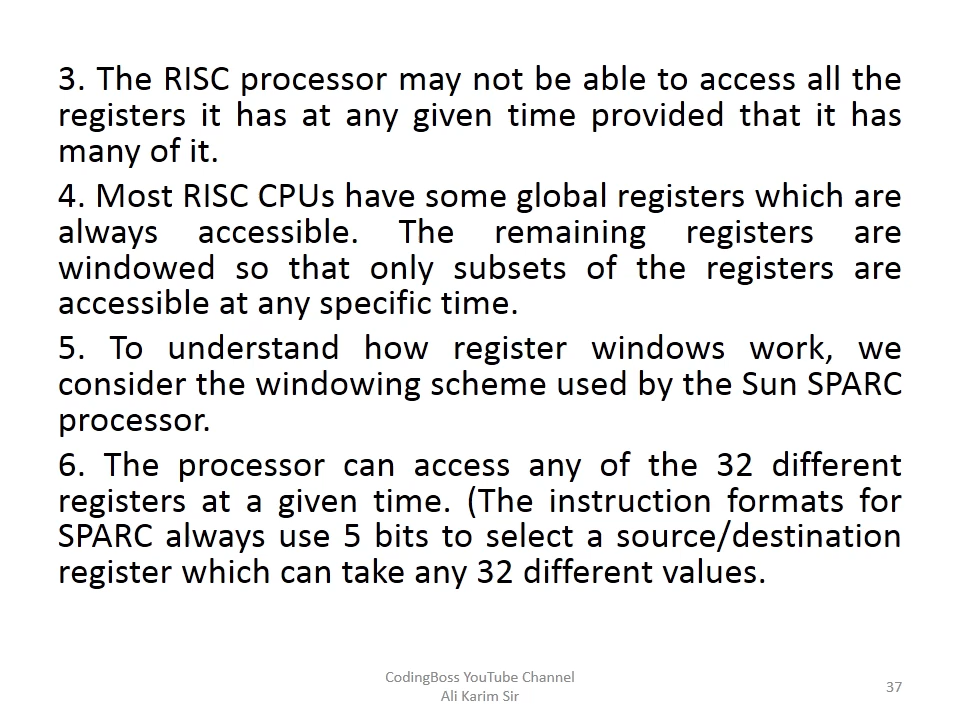 3. The RISC processor may not be able to access all the
registers it has at any given time provided that it has
many of it.
4. Most RISC CPUs have some global registers which are
always accessible. The remaining registers are
windowed so that only subsets of the registers are
accessible at any specific time.
5. To understand how register windows work, we
consider the windowing scheme used by the Sun SPARC
processor.
6. The processor can access any of the 32 different
registers at a given time. (The instruction formats for
SPARC always use 5 bits to select a source/destination
register which can take any 32 different values.
CodingBoss YouTube Channel
Ali Karim Sir
37